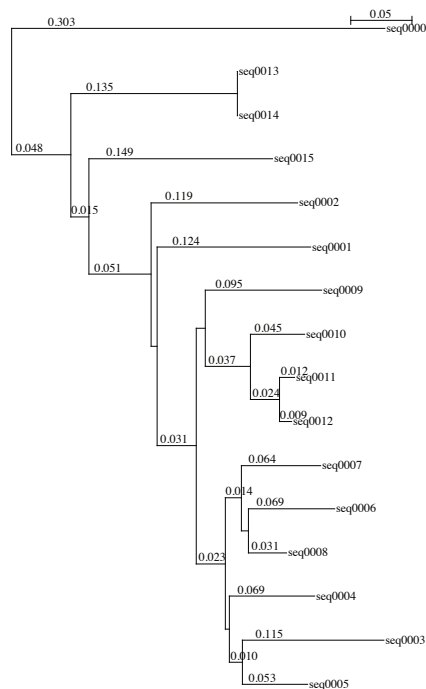 0.05
0.303
seq0000
seq0013
0.135
seq0014
0.048
0.149
seq0015
0.119
seq0002
0.015
0.124
seq0001
0.051
0.095
seq0009
0.045
seq0010
0.037
0.012
seq0011
0.024
0.009
seq0012
0.031
0.064
seq0007
0.014
0.069
seq0006
0.031
seq0008
0.023
0.069
seq0004
0.115
seq0003
0.010
0.053
seq0005